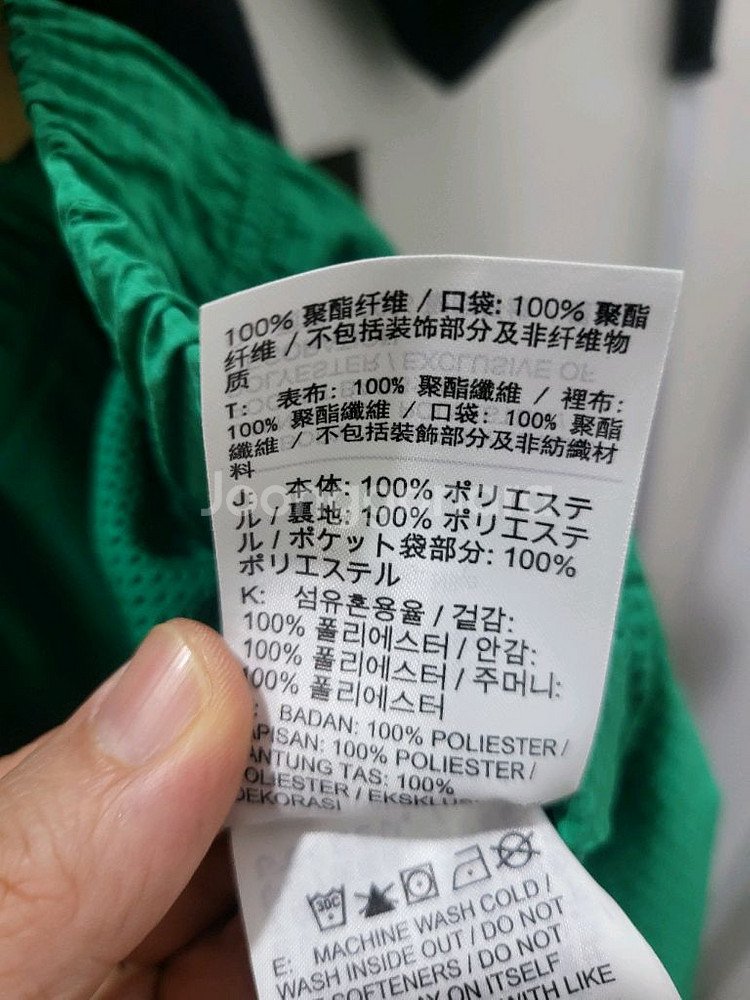 100% 聚酯纤维 / 口袋: 100% 聚酯
纤维 / 不包括装饰部分及非纤维物
质
T: 表布: 100% 聚酯纖維 / 裡布:
100% 聚酯纖維 / 口袋: 100% 聚酯
纖維 / 不包括裝飾部分及非紡織材
料
J: 本体: 100% ポリエステ
ル / 裏地: 100% ポリエステ
ル / ポケット袋部分: 100%
ポリエステル
K: 섬유혼용율 / 겉감:
100% 폴리에스터 / 안감:
100% 폴리에스터 / 주머니:
100% 폴리에스터
: BADAN: 100% POLIESTER /
APISAN: 100% POLIESTER /
ANTUNG TAS: 100%
OLIESTER / EKSKLUS
DEKORASI
30C
E: MACHINE WASH COLD /
WASH INSIDE OUT / DO NOT
SOFTENERS / DO NOT
ON ITSELF
WITH LIKE